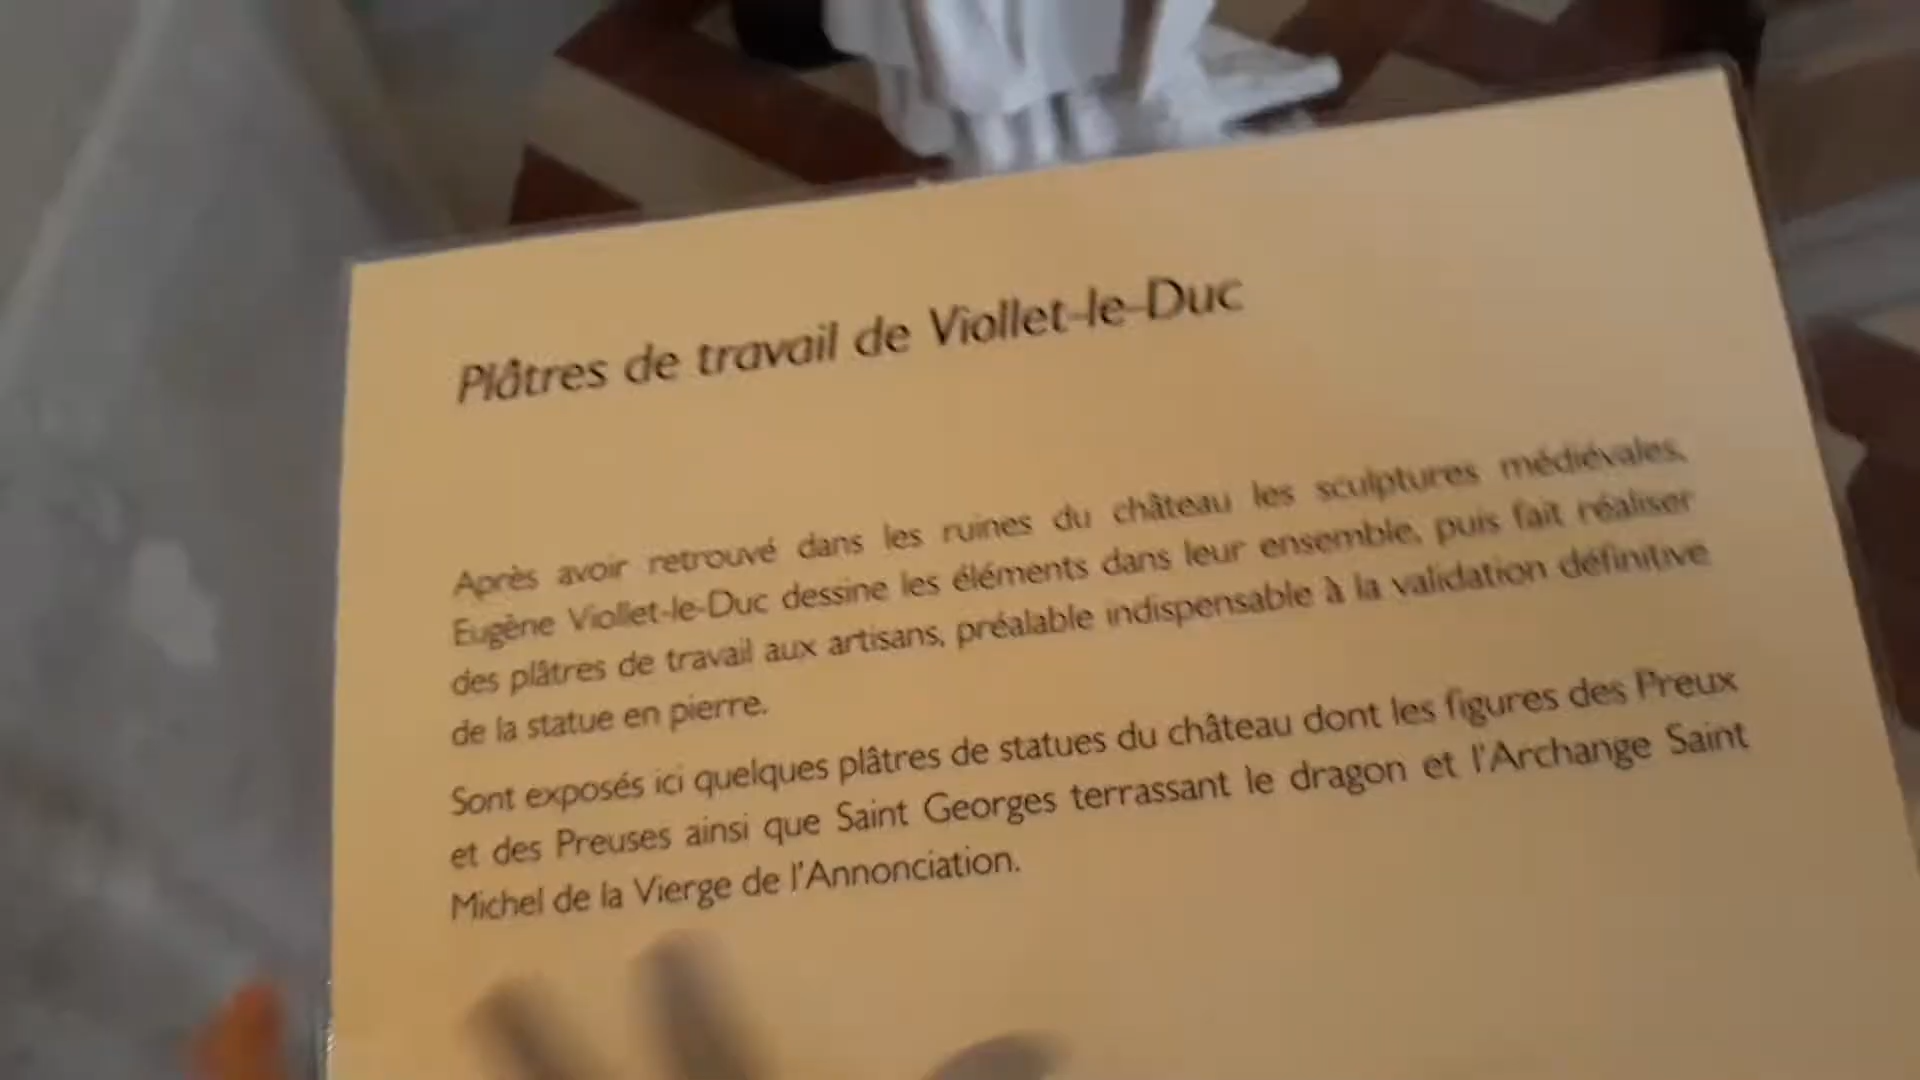 Plâtres de travail de Viollet-le-Duc
Après avoir retrouvé dans les ruines du château les sculptures médiévales,
Eugène Viollet-le-Duc dessine les éléments dans leur ensemble, puis fait réaliser
des plâtres de travail aux artisans, préalable indispensable à la validation définitive
de la statue en pierre.
Sont exposés ici quelques plâtres de statues du château dont les figures des Preux
et des Preuses ainsi que Saint Georges terrassant le dragon et l'Archange Saint
Michel de la Vierge de l'Annonciation.